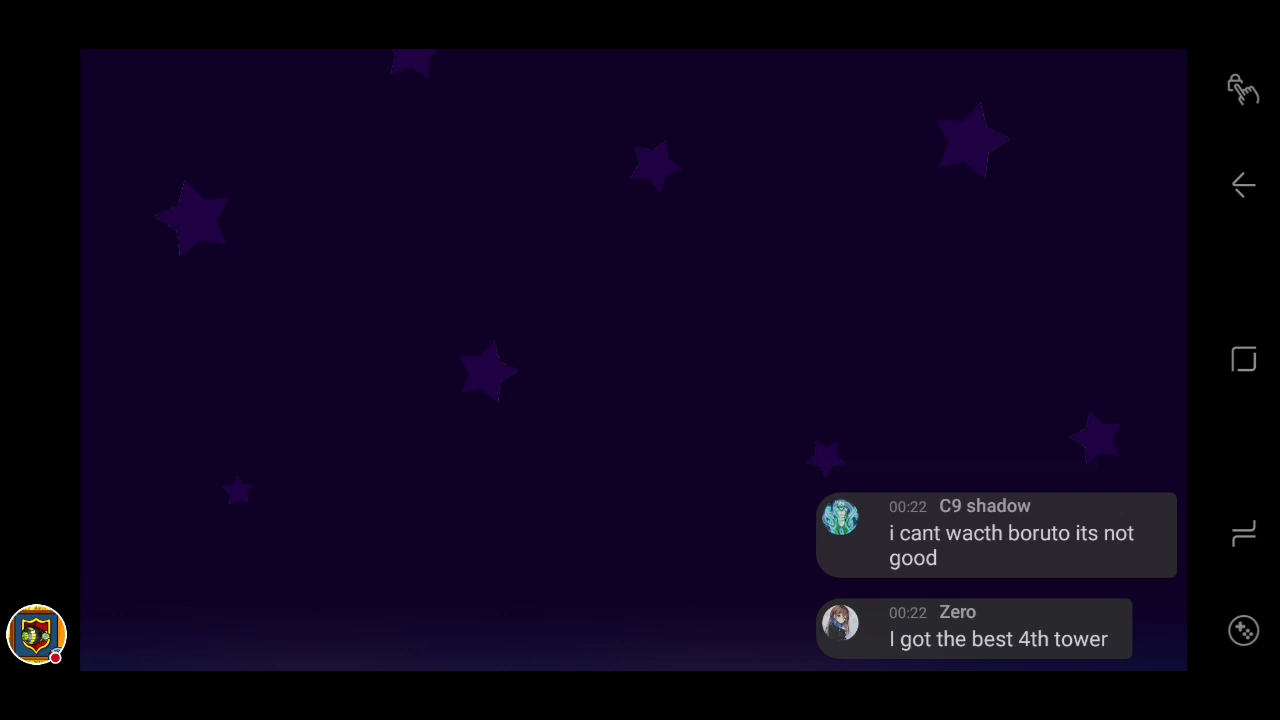 00:22 C9 shadow
i cant wacth boruto its not
good
00:22 Zero
I got the best 4th tower